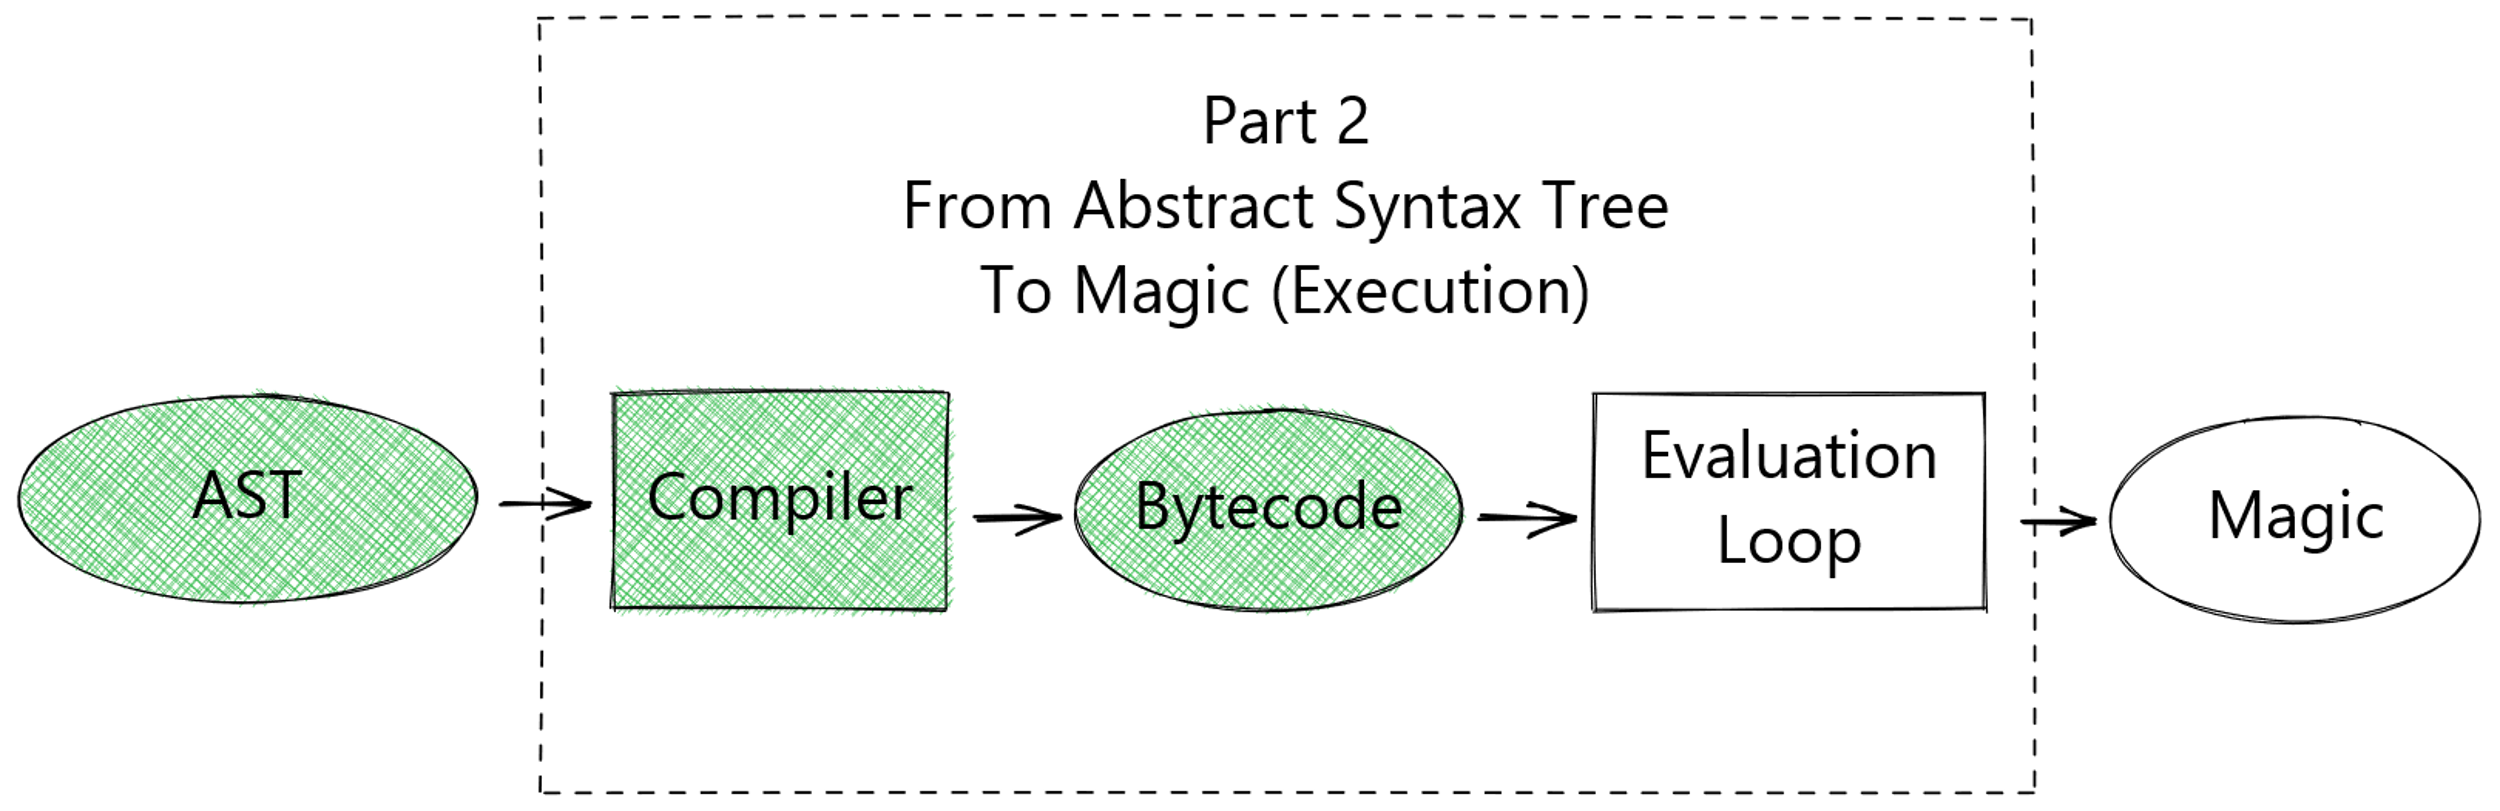 Part 2
From Abstract Syntax Tree
To Magic (Execution)
AST
Compiler
Bytecode
Evaluation
Loop
Magic